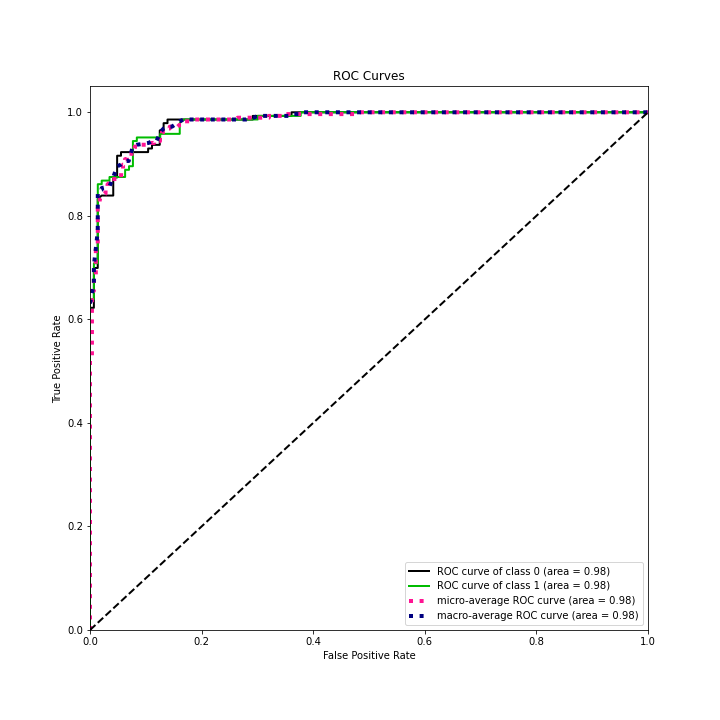 ROC Curves
1.0
0.8
0.6
0.4
0.2
0.0
True Positive Rate
ROC curve of class 0 (area = 0.98)
ROC curve of class 1 (area = 0.98)
micro-average ROC curve (area = 0.98)
macro-average ROC curve (area = 0.98)
0.0 0.2 0.4 0.6 0.8 1.0
False Positive Rate